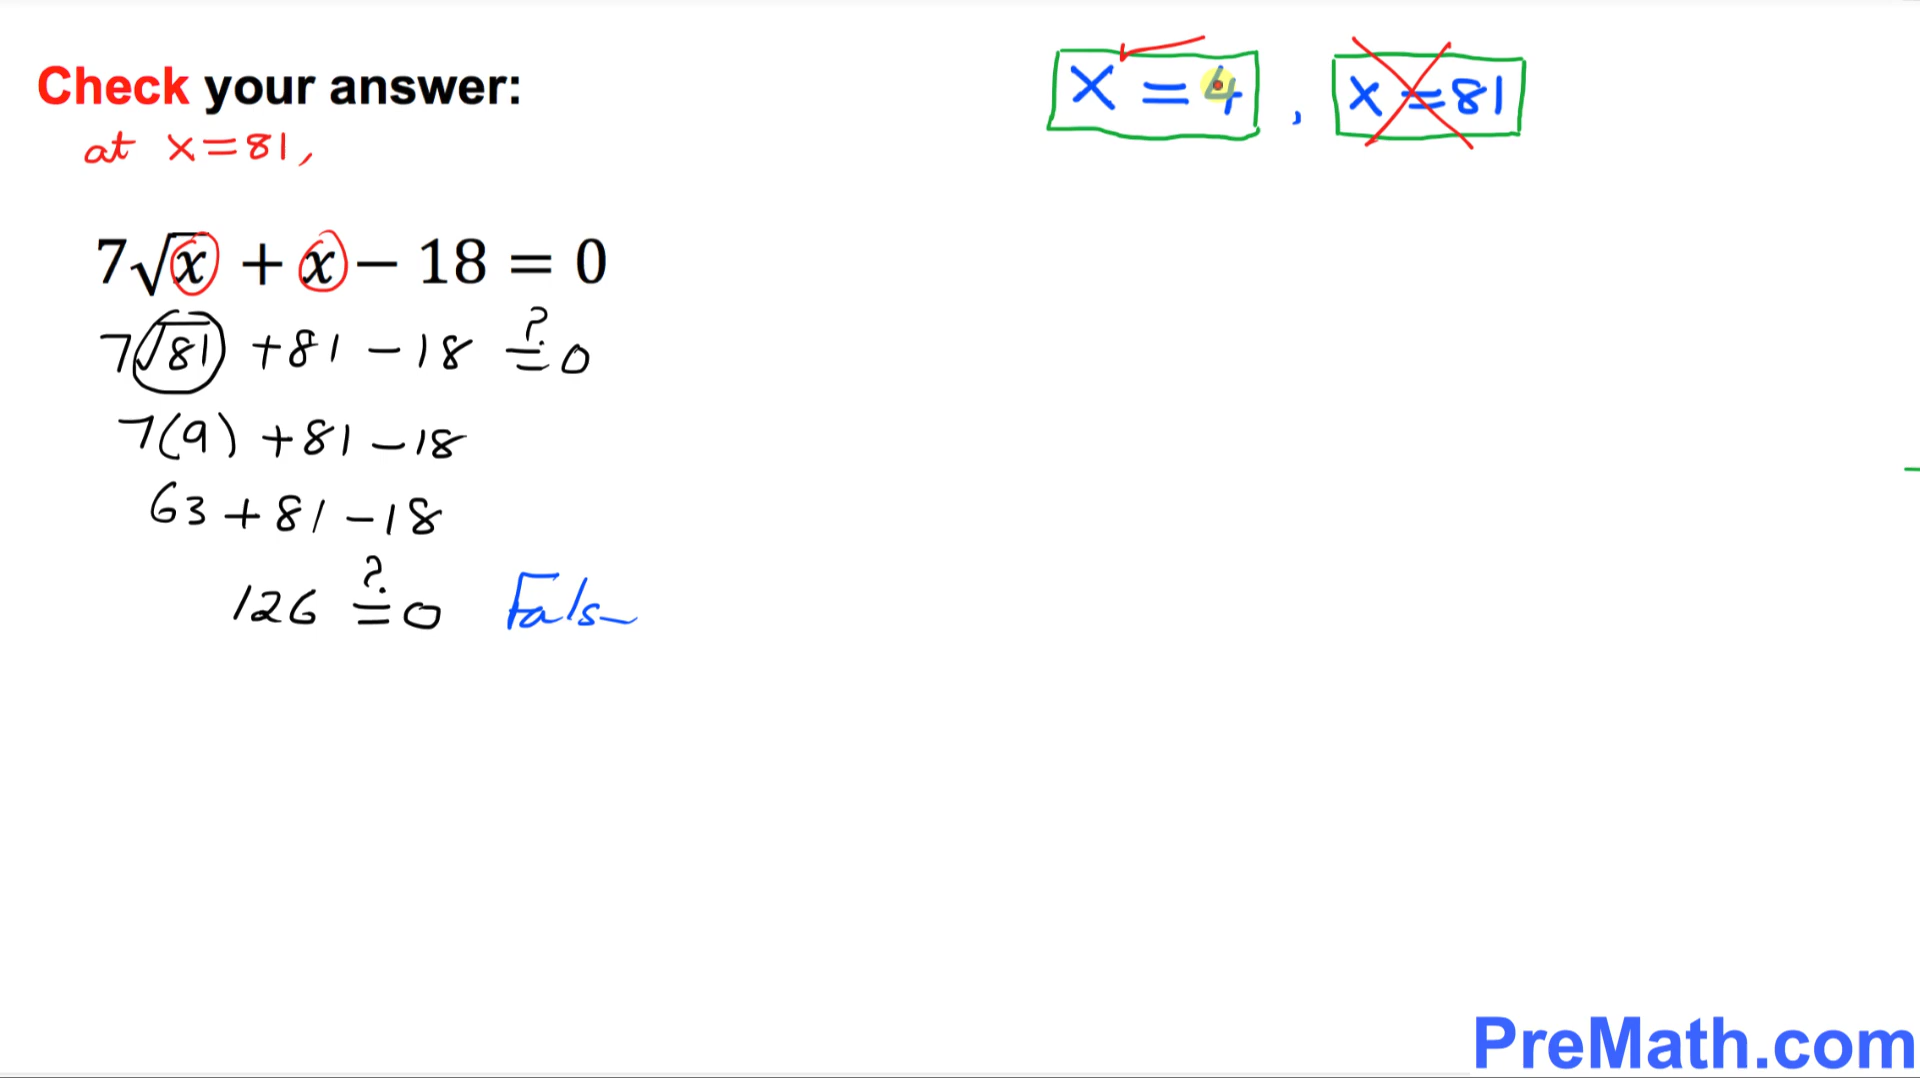 Check your answer:
x = 4 , x = 81
at x=81,
7√x + x − 18 = 0
7√81 + 81 − 18 ≟ 0
7(9) + 81 − 18
63 + 81 − 18
126 ≟ 0 False
PreMath.com